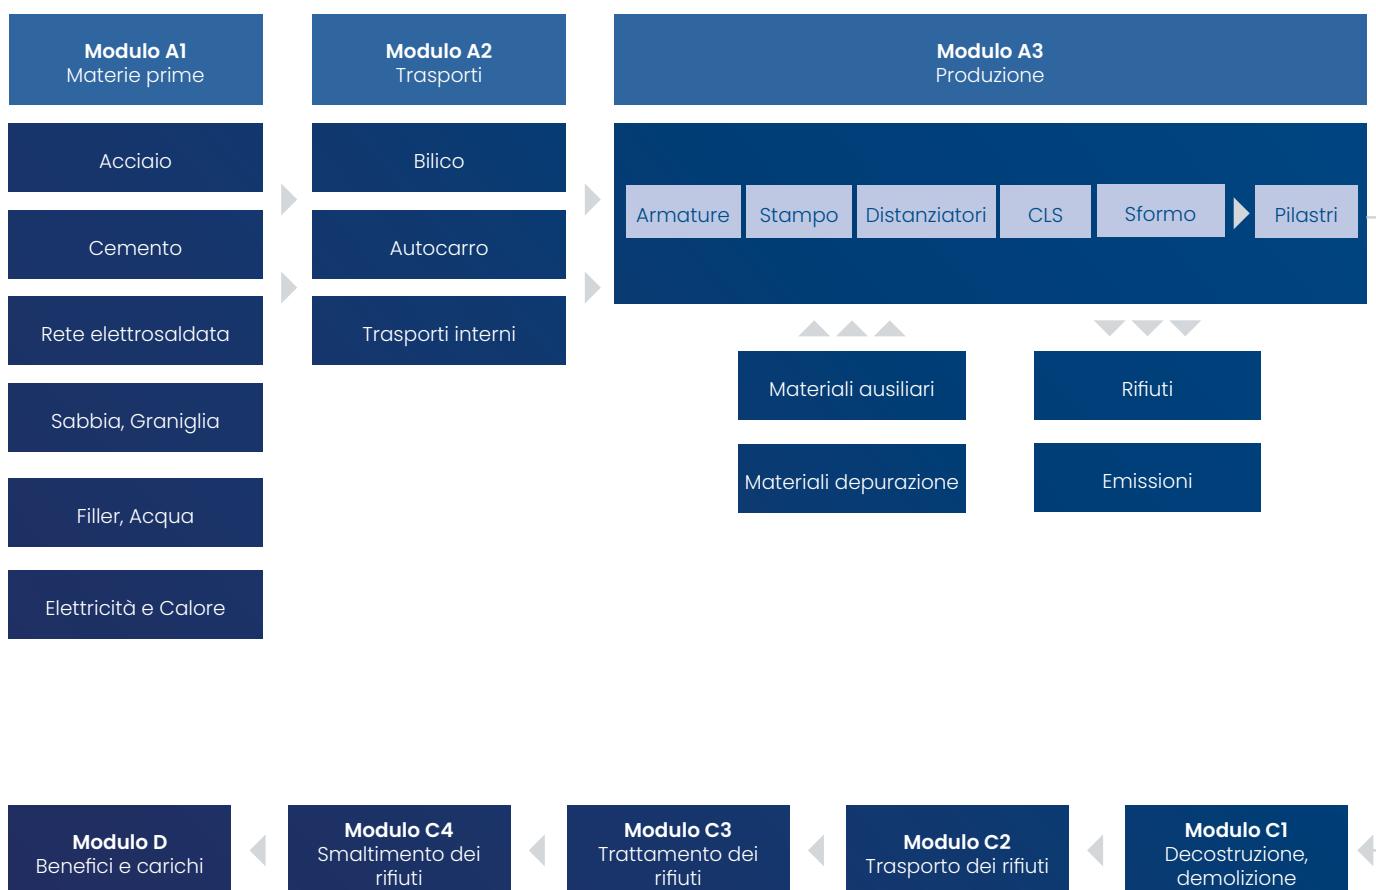 Modulo A1
Materie prime
Modulo A2
Trasporti
Modulo A3
Produzione
Acciaio
Cemento
Rete elettrosaldata
Sabbia, Graniglia
Filler, Acqua
Elettricità e Calore
Bilico
Autocarro
Trasporti interni
Armature
Stampo
Distanziatori
CLS
Sformo
Pilastri
Materiali ausiliari
Materiali depurazione
Rifiuti
Emissioni
Modulo D
Benefici e carichi
Modulo C4
Smaltimento dei
rifiuti
Modulo C3
Trattamento dei
rifiuti
Modulo C2
Trasporto dei rifiuti
Modulo C1
Decostruzione,
demolizione